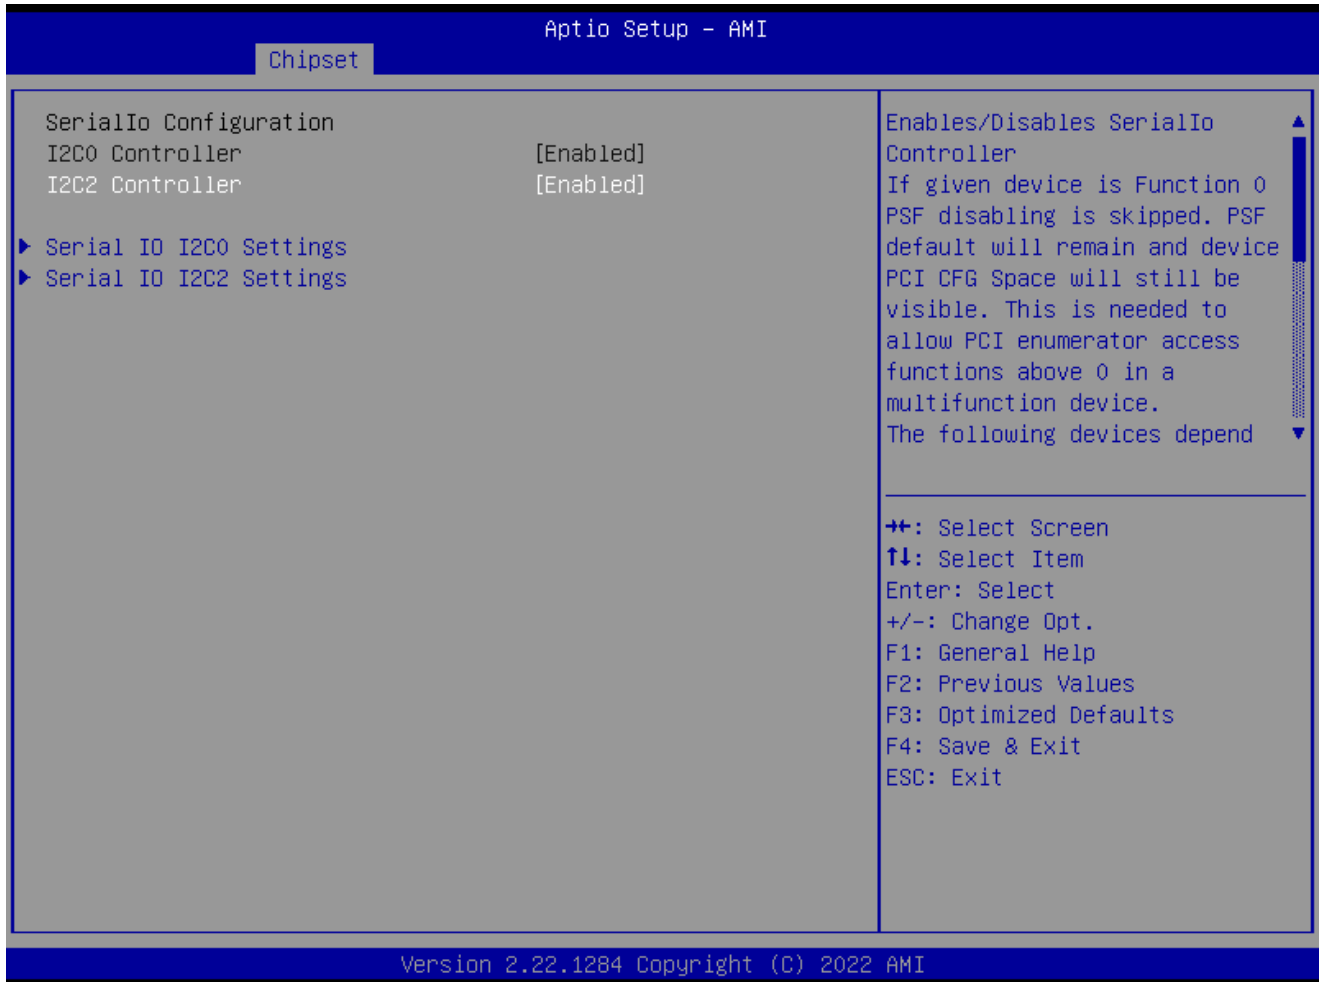 Aptio Setup – AMI
Chipset
SerialIo Configuration
I2C0 Controller [Enabled]
I2C2 Controller [Enabled]
Serial IO I2C0 Settings
Serial IO I2C2 Settings
Enables/Disables SerialIo
Controller
If given device is Function 0
PSF disabling is skipped. PSF
default will remain and device
PCI CFG Space will still be
visible. This is needed to
allow PCI enumerator access
functions above 0 in a
multifunction device.
The following devices depend
→←: Select Screen
↑↓: Select Item
Enter: Select
+/-: Change Opt.
F1: General Help
F2: Previous Values
F3: Optimized Defaults
F4: Save & Exit
ESC: Exit
Version 2.22.1284 Copyright (C) 2022 AMI